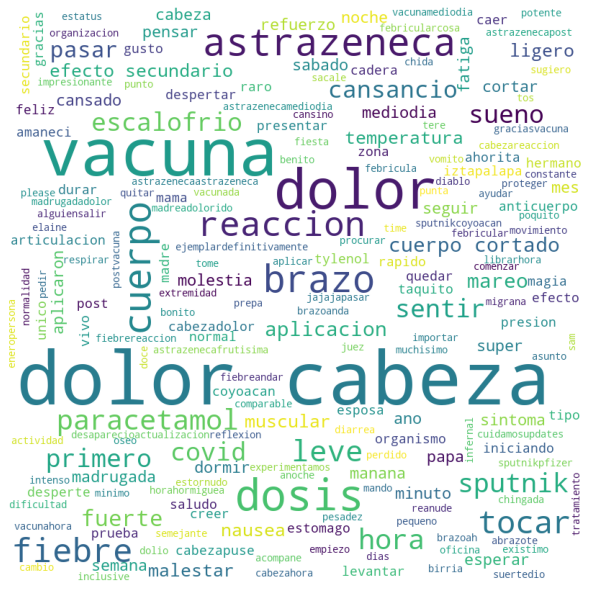 estatus
organizacion
gracias
secundario
impresionante
cabeza
pensar
pasar
gusto
punto
efecto secundario
cansado
despertar
feliz
amaneci
raro
astrazeneca
refuerzo
noche
febricularcosa
caer
potente
astrazenecapost
vacunamediodia
sabado
cadera
chida
ligero
fatiga
sugiero
cansancio
sacale
cortar
tos
astrazenecamediodia
cansino
mediodia
sueno
graciasvacuna
escalofrio
presentar
fiesta
tere
temperatura
cabezareaccion
zona
vomito
hermano
benito
febricula
ahorita
iztapalapa
constante
vacuna
dolor
please
durar
astrazenecaastrazeneca
quitar
mama
vacunada
diablo
ayudar
proteger
mes
madrugadadolor
alguiensalir
madreadolorido
punta
anticuerpo
poquito
elaine
cuerpo
reaccion
time
seguir
sputnikcoyoacan
febricular
movimiento
articulacion
respirar
ejemplardefinitivamente
procurar
cuerpo cortado
comenzar
librarhora
normalidad
pedir
unico
aplicaron
postvacuna
madre
molestia
tome
aplicar
tylenol
rapido
quedar
mareo
magia
efecto
extremidad
brazo
taquito
migrana
post
vivo
bonito
prepa
jajajapasar
brazoanda
sentir
presion
cabezadolor
normal
aplicacion
importar
super
fiebrereaccion
doce
astrazenecafrutisima
juez
muchisimo
asunto
sam
eneropersona
dolor cabeza
fiebreandar
coyoacan
comparable
esposa
ano
sintoma
tipo
paracetamol
muscular
desaparecioactualizacion
reflexion
organismo
cuidamosupdates
actividad
oseo
covid
leve
diarrea
perdido
papa
iniciando
infernal
sputnikpfizer
primero
madrugada
dormir
experimentamos
manana
intenso
estornudo
anoche
desperte
horahormiguea
dosis
mando
minuto
reanude
sputnik
chingada
tratamiento
dificultad
minimo
saludo
fuerte
creer
pesadez
pequeno
tocar
vacunahora
prueba
nausea
estomago
hora
brazoah
oficina
abrazote
fiebre
semejante
dolio
cabezapuse
empiezo
dias
esperar
existimo
cambio
semana
malestar
acompane
birria
inclusive
cabezahora
levantar
suertedio